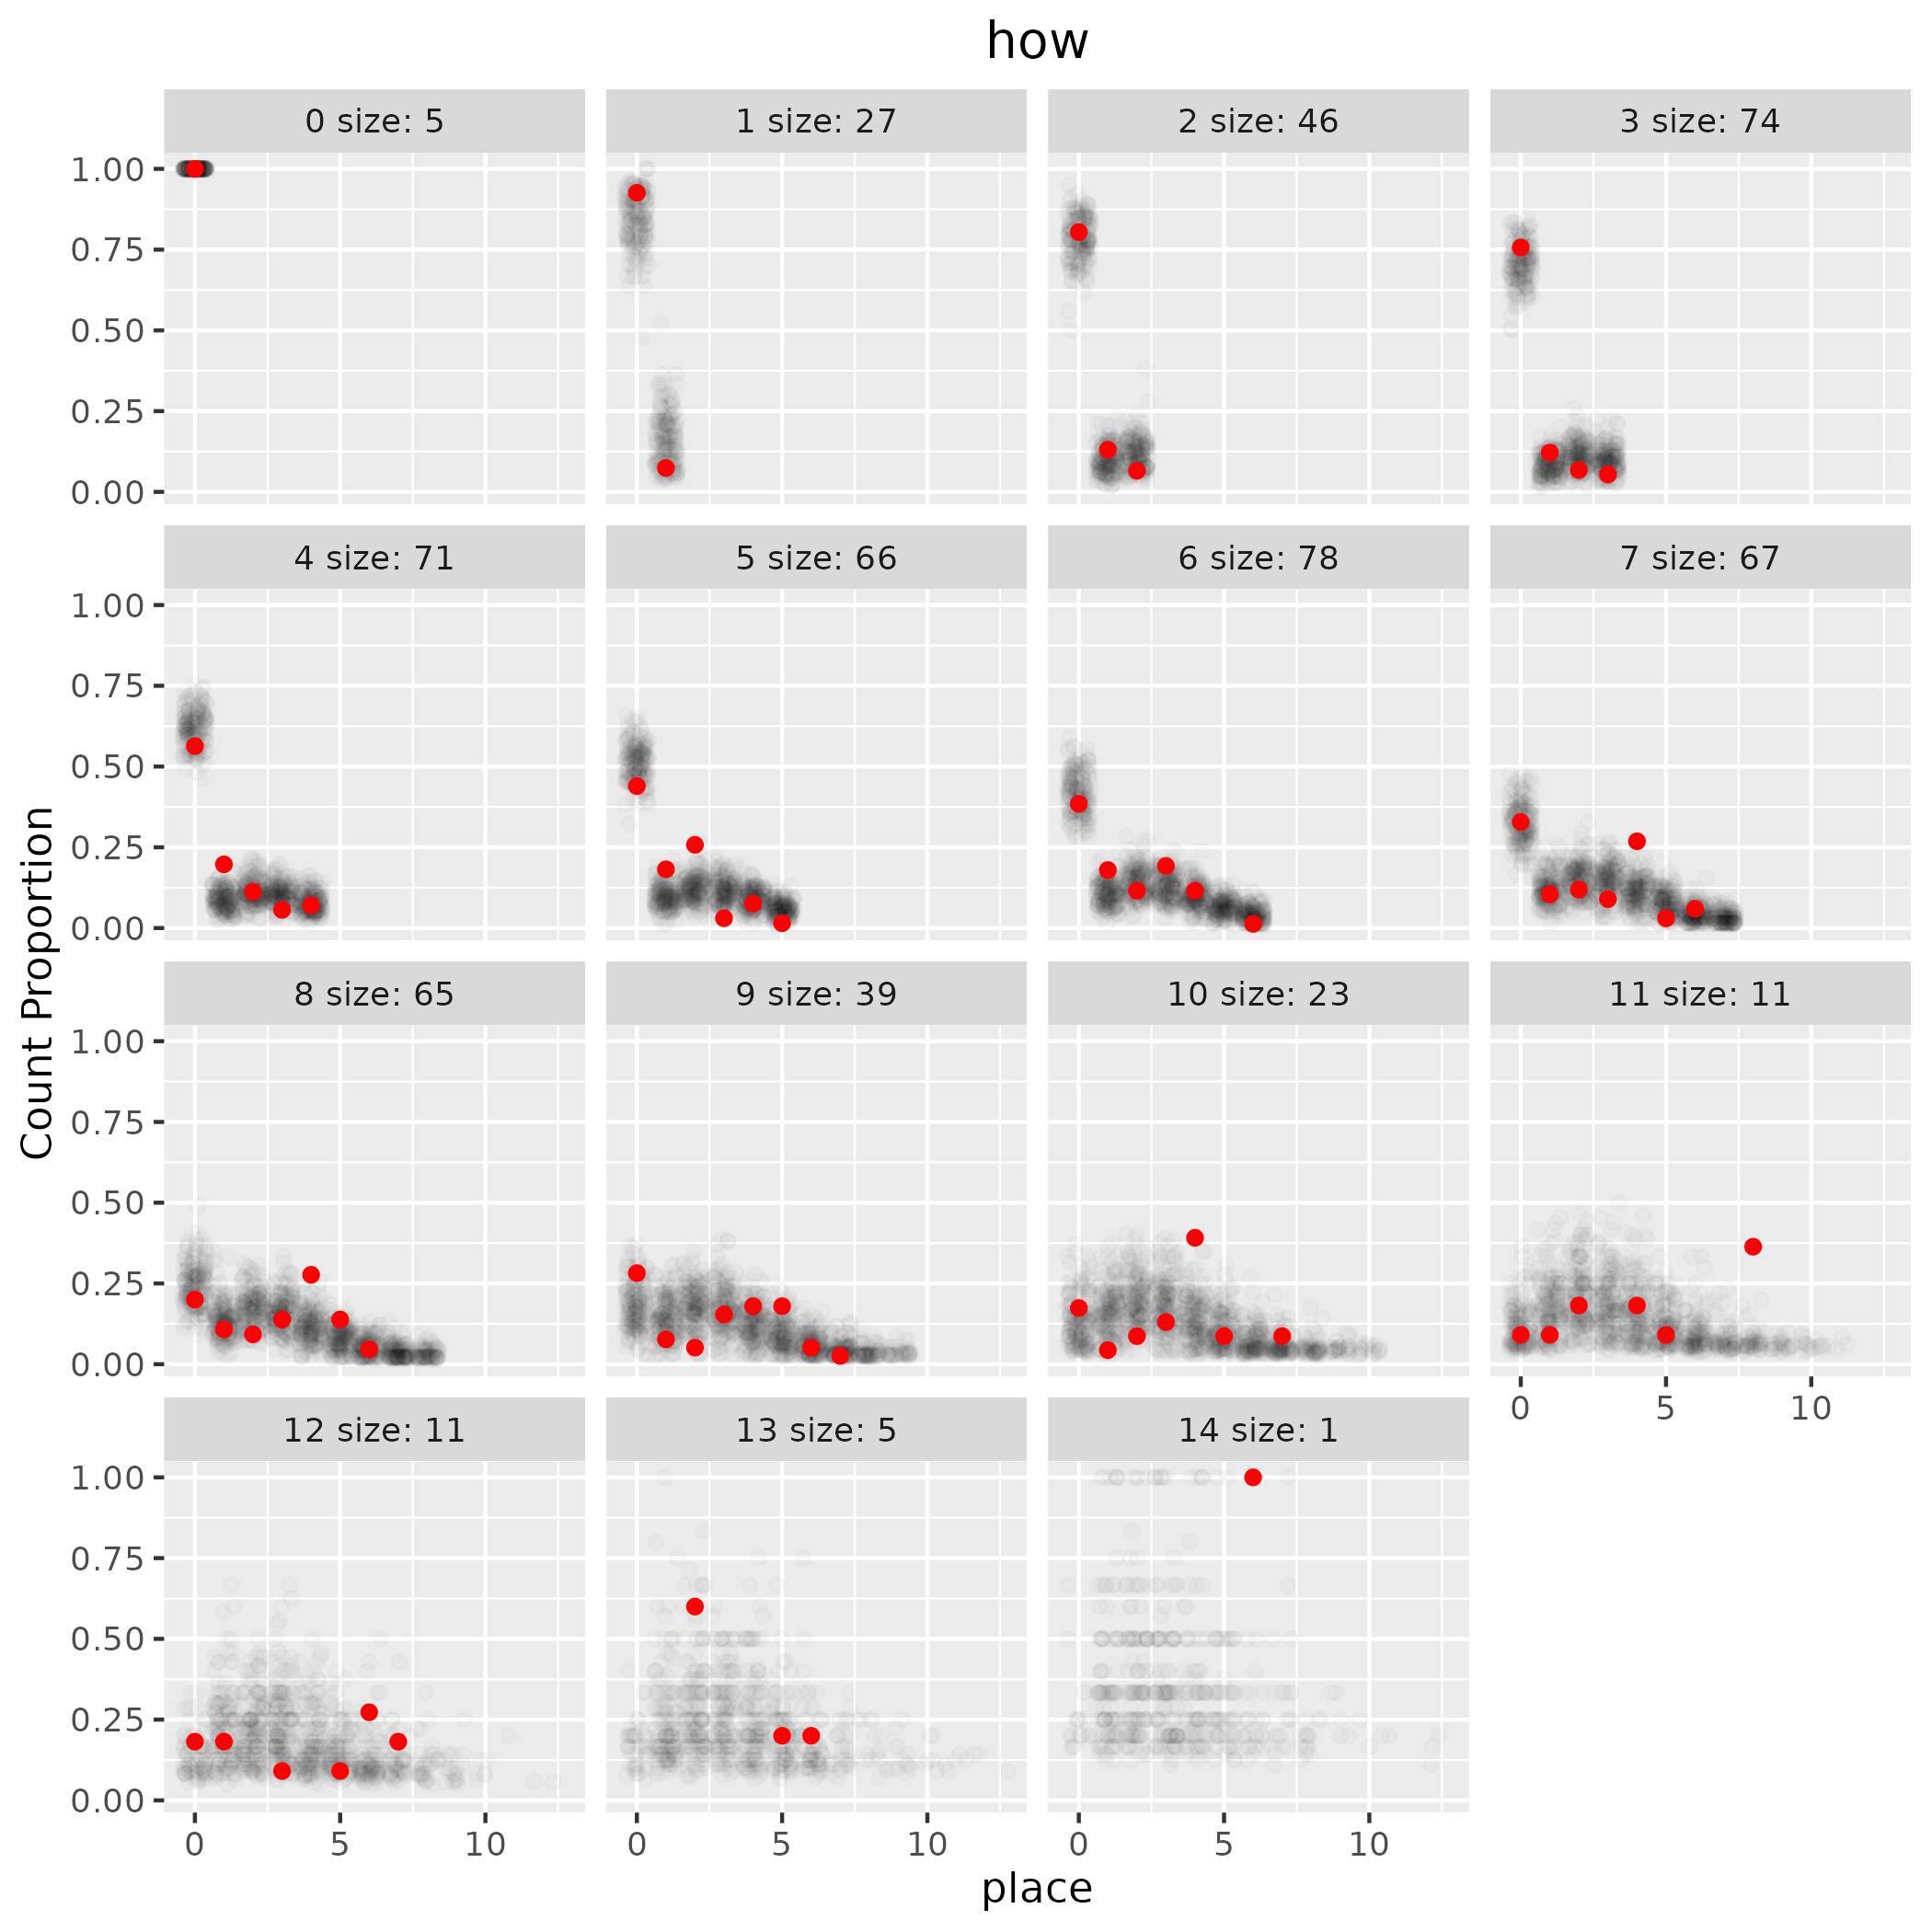 how
0 size: 5
1 size: 27
2 size: 46
3 size: 74
1.00
0.75
0.50
0.25
0.00
4 size: 71
5 size: 66
6 size: 78
7 size: 67
1.00
0.75
0.50
0.25
0.00
Count Proportion
8 size: 65
9 size: 39
10 size: 23
11 size: 11
1.00
0.75
0.50
0.25
0.00
0 5 10
12 size: 11
13 size: 5
14 size: 1
1.00
0.75
0.50
0.25
0.00
0 5 10
0 5 10
0 5 10
place